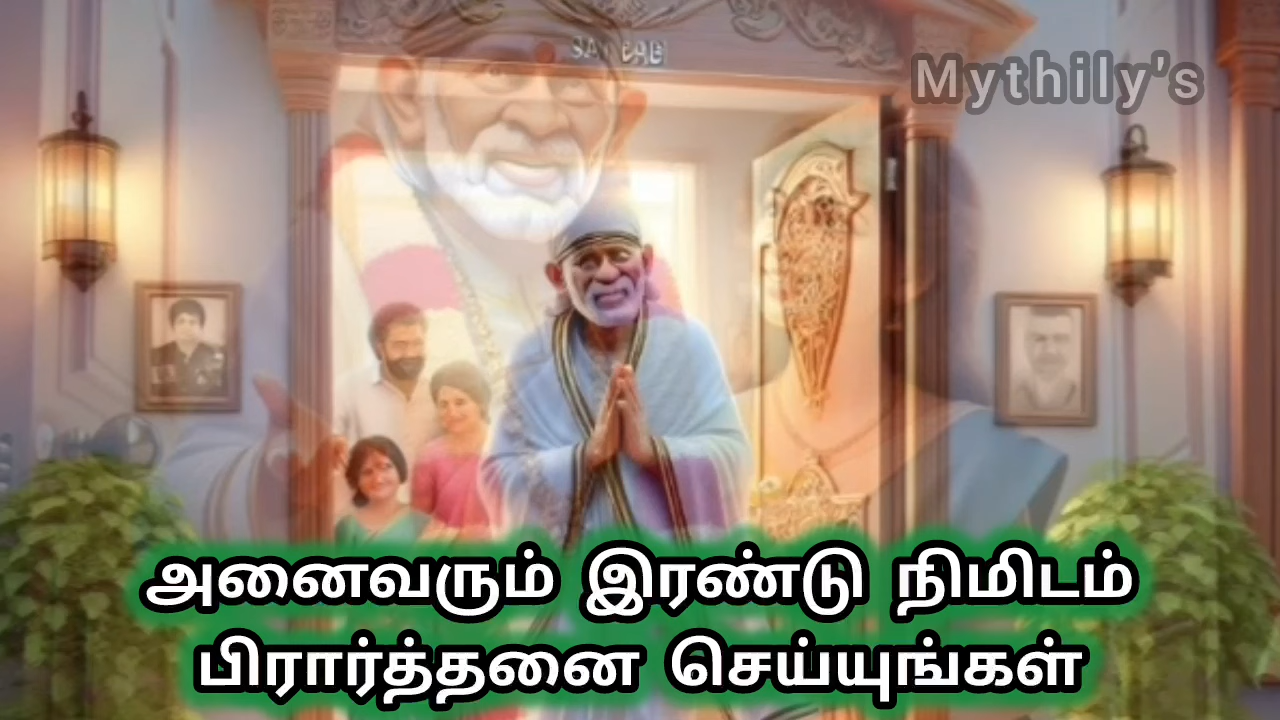 Mythily's
அனைவரும் இரண்டு நிமிடம்
பிரார்த்தனை செய்யுங்கள்